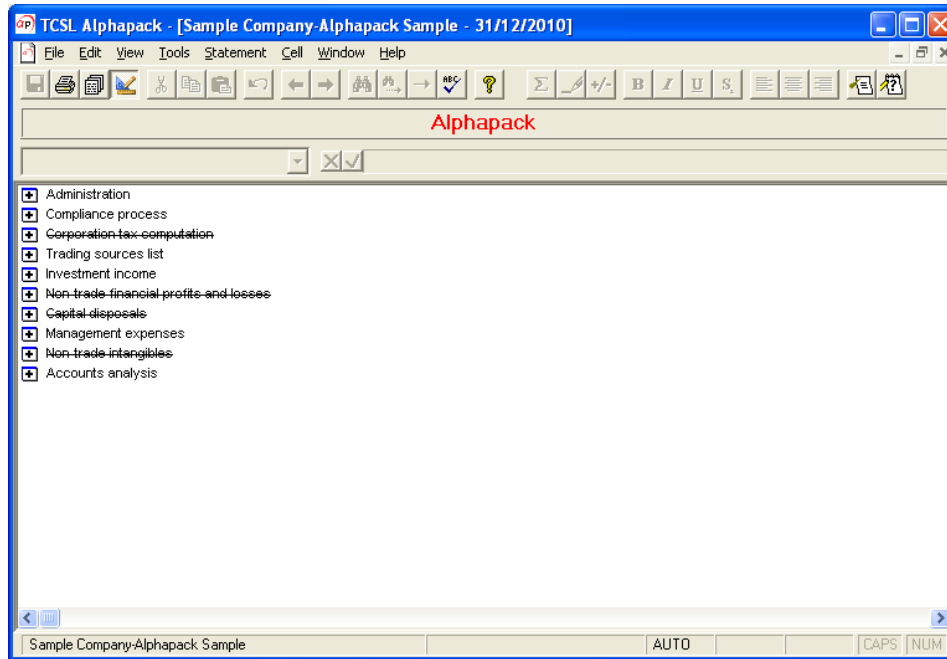 TCSL Alphapack - [Sample Company-Alphapack Sample - 31/12/2010]
File Edit View Tools Statement Cell Window Help
ABC Σ +/- B I U S
Alphapack
Administration
Compliance process
Corporation tax computation
Trading sources list
Investment income
Non trade financial profits and losses
Capital disposals
Management expenses
Non trade intangibles
Accounts analysis
Sample Company-Alphapack Sample AUTO CAPS NUM